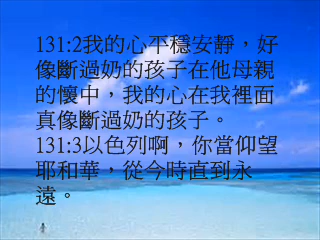 131:2我的心平穩安靜，好
像斷過奶的孩子在他母親
的懷中，我的心在我裡面
真像斷過奶的孩子。
131:3以色列啊，你當仰望
耶和華，從今時直到永
遠。